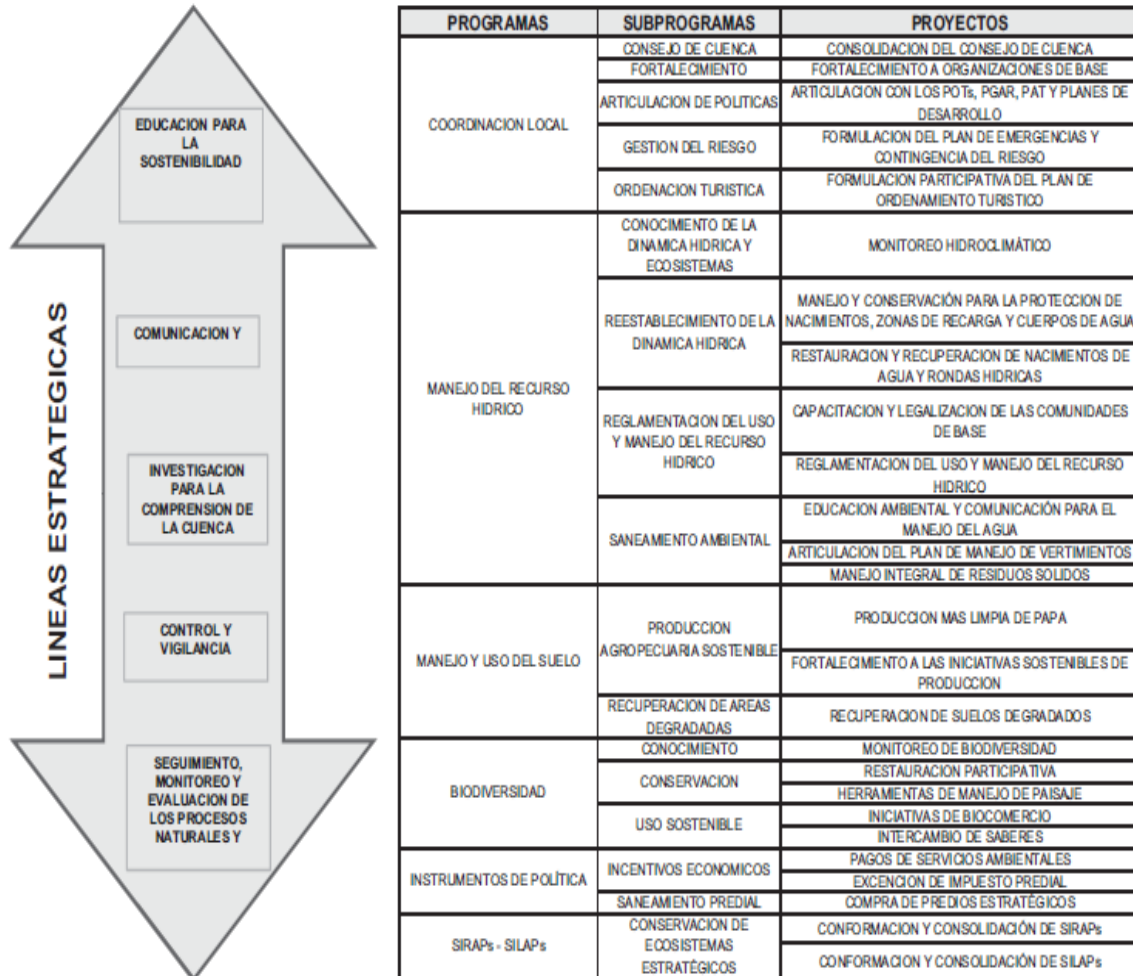 LINEAS ESTRATEGICAS
EDUCACION PARA
LA
SOSTENIBILIDAD
COMUNICACION Y
INVESTIGACION
PARA LA
COMPRENSION DE
LA CUENCA
CONTROL Y
VIGILANCIA
SEGUIMIENTO,
MONITOREO Y
EVALUACION DE
LOS PROCESOS
NATURALES Y
PROGRAMAS
SUBPROGRAMAS
PROYECTOS
COORDINACION LOCAL
CONSEJO DE CUENCA
CONSOLIDACION DEL CONSEJO DE CUENCA
FORTALECIMIENTO
FORTALECIMIENTO A ORGANIZACIONES DE BASE
ARTICULACION DE POLITICAS
ARTICULACION CON LOS POTs, PGAR, PAT Y PLANES DE
DESARROLLO
GESTION DEL RIESGO
FORMULACION DEL PLAN DE EMERGENCIAS Y
CONTINGENCIA DEL RIESGO
ORDENACION TURISTICA
FORMULACION PARTICIPATIVA DEL PLAN DE
ORDENAMIENTO TURISTICO
MANEJO DEL RECURSO
HIDRICO
CONOCIMIENTO DE LA
DINAMICA HIDRICA Y
ECOSISTEMAS
MONITOREO HIDROCLIMÁTICO
REESTABLECIMIENTO DE LA
DINAMICA HIDRICA
MANEJO Y CONSERVACIÓN PARA LA PROTECCION DE
NACIMIENTOS, ZONAS DE RECARGA Y CUERPOS DE AGUA
RESTAURACION Y RECUPERACION DE NACIMIENTOS DE
AGUA Y RONDAS HIDRICAS
REGLAMENTACION DEL USO
Y MANEJO DEL RECURSO
HIDRICO
CAPACITACION Y LEGALIZACION DE LAS COMUNIDADES
DE BASE
REGLAMENTACION DEL USO Y MANEJO DEL RECURSO
HIDRICO
SANEAMIENTO AMBIENTAL
EDUCACION AMBIENTAL Y COMUNICACIÓN PARA EL
MANEJO DEL AGUA
ARTICULACION DEL PLAN DE MANEJO DE VERTIMIENTOS
MANEJO INTEGRAL DE RESIDUOS SOLIDOS
MANEJO Y USO DEL SUELO
PRODUCCION
AGROPECUARIA SOSTENIBLE
PRODUCCION MAS LIMPIA DE PAPA
FORTALECIMIENTO A LAS INICIATIVAS SOSTENIBLES DE
PRODUCCION
RECUPERACION DE AREAS
DEGRADADAS
RECUPERACION DE SUELOS DEGRADADOS
BIODIVERSIDAD
CONOCIMIENTO
MONITOREO DE BIODIVERSIDAD
CONSERVACION
RESTAURACION PARTICIPATIVA
HERRAMIENTAS DE MANEJO DE PAISAJE
USO SOSTENIBLE
INICIATIVAS DE BIOCOMERCIO
INTERCAMBIO DE SABERES
INSTRUMENTOS DE POLÍTICA
INCENTIVOS ECONOMICOS
PAGOS DE SERVICIOS AMBIENTALES
EXCENCION DE IMPUESTO PREDIAL
SANEAMIENTO PREDIAL
COMPRA DE PREDIOS ESTRATÉGICOS
SIRAPs - SILAPs
CONSERVACION DE
ECOSISTEMAS
ESTRATÉGICOS
CONFORMACION Y CONSOLIDACIÓN DE SIRAPs
CONFORMACION Y CONSOLIDACIÓN DE SILAPs